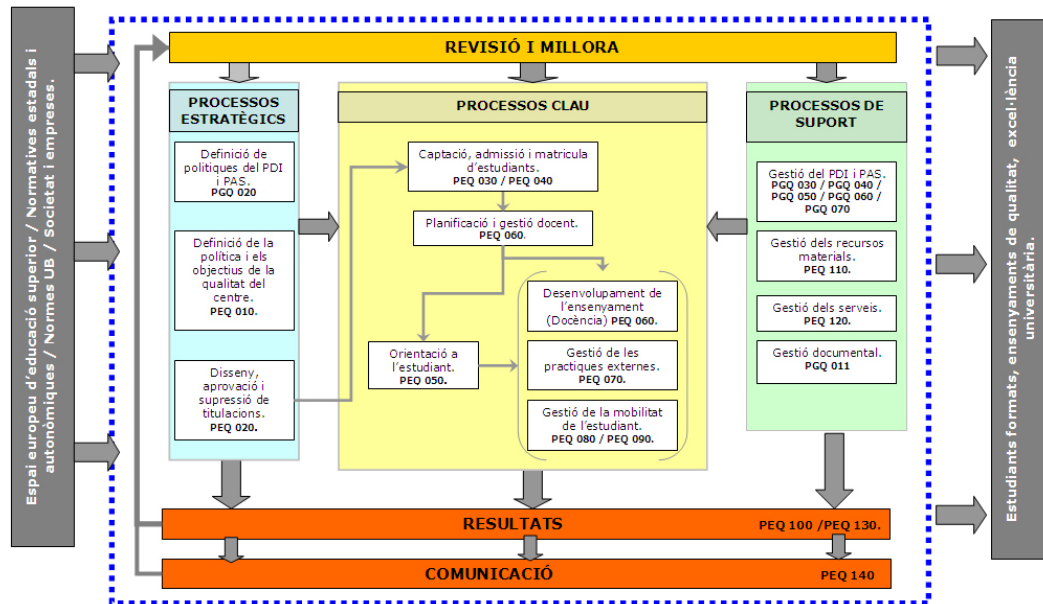 Espai europeu d'educació superior / Normatives estadals i
autonòmiques / Normes UB / Societat i empreses.
REVISIÓ I MILLORA
PROCESSOS
ESTRATÈGICS
Definició de
politiques del PDI
i PAS.
PGQ 020
Definició de la
política i els
objectius de la
qualitat del
centre.
PEQ 010.
Disseny,
aprovació i
supressió de
titulacions.
PEQ 020.
PROCESSOS CLAU
Captació, admissió i matricula
d'estudiants.
PEQ 030 / PEQ 040
Planificació i gestió docent.
PEQ 060.
Orientació a
l'estudiant.
PEQ 050.
Desenvolupament de
l'ensenyament
(Docència) PEQ 060.
Gestió de les
practiques externes.
PEQ 070.
Gestió de la mobilitat
de l'estudiant.
PEQ 080 / PEQ 090.
PROCESSOS DE
SUPORT
Gestió del PDI i PAS.
PGQ 030 / PGQ 040 /
PGQ 050 / PGQ 060 /
PGQ 070
Gestió dels recursos
materials.
PEQ 110.
Gestió dels serveis.
PEQ 120.
Gestió documental.
PGQ 011
RESULTATS
PEQ 100 /PEQ 130.
COMUNICACIÓ
PEQ 140
Estudiants formats, ensenyaments de qualitat, excel·lència
universitària.